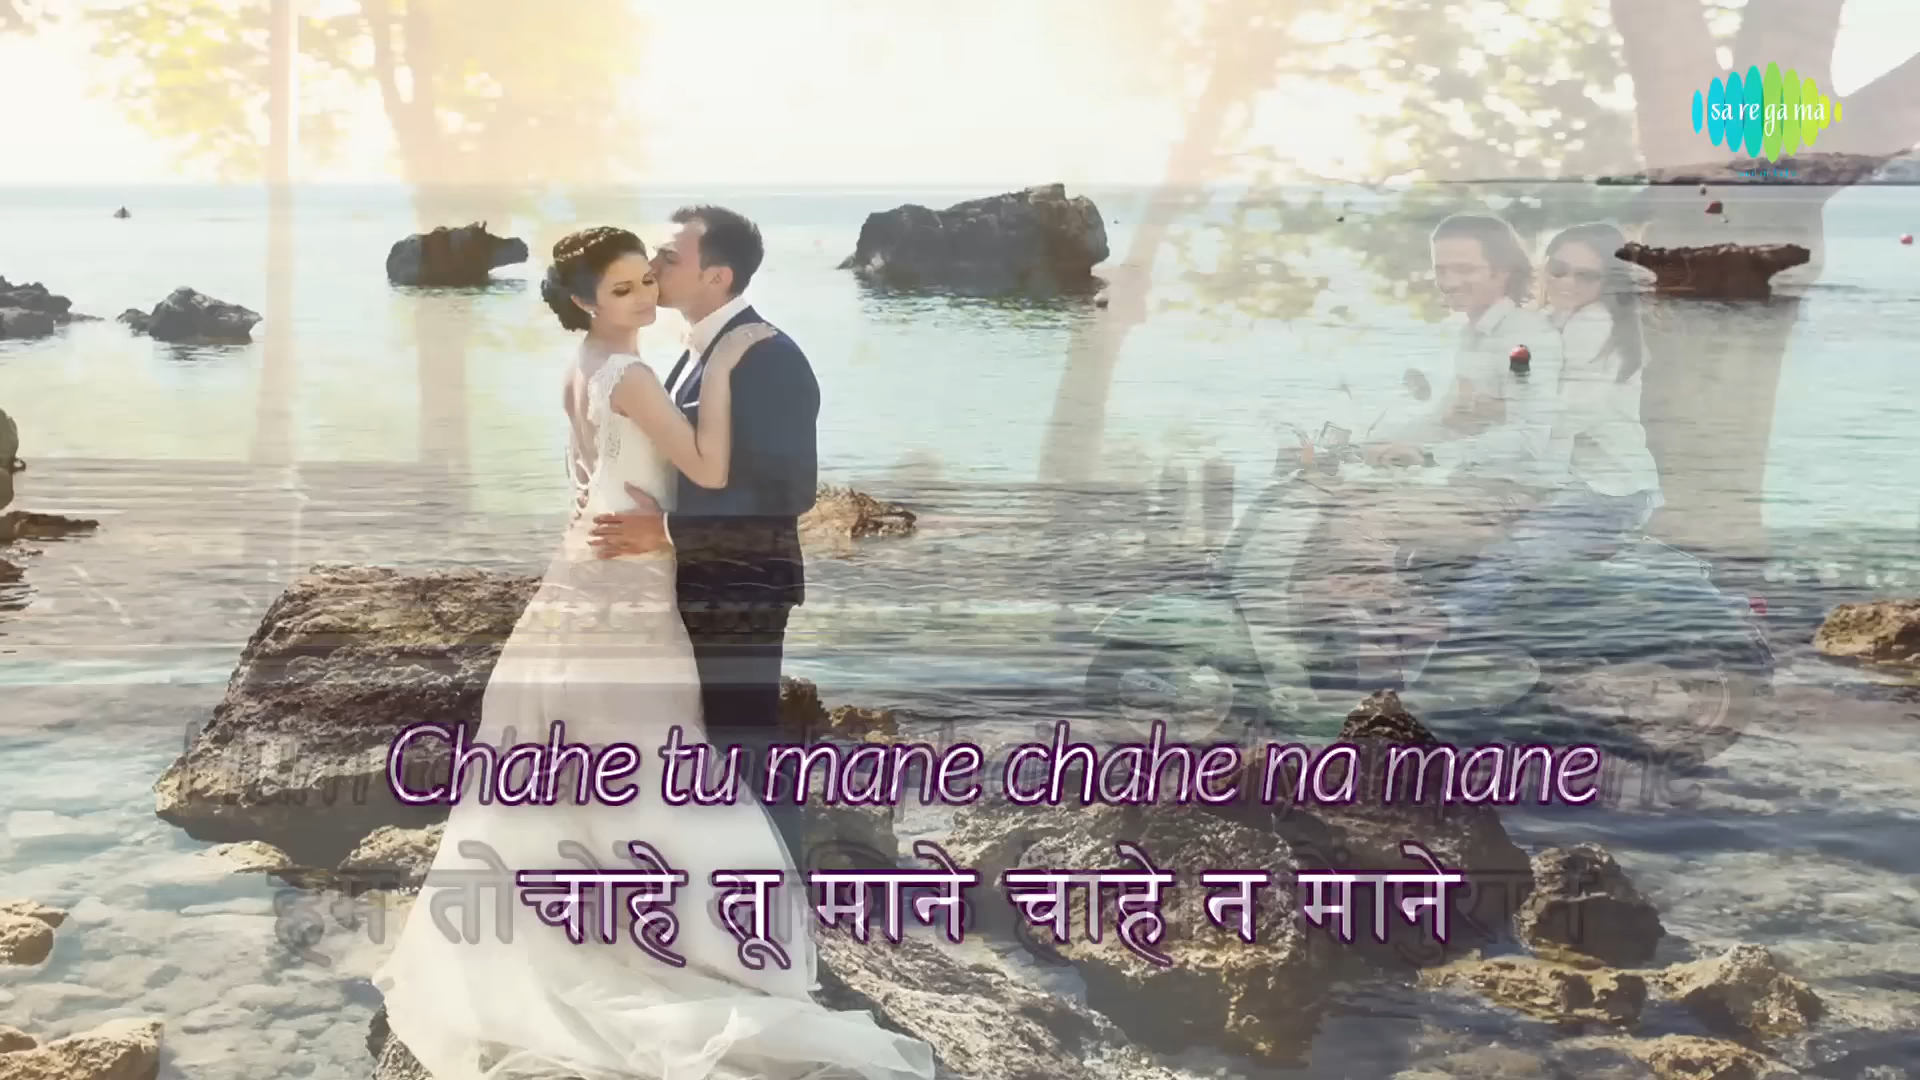 sa re ga ma
Chahe tu mane chahe na mane
चाहे तू माने चाहे न माने